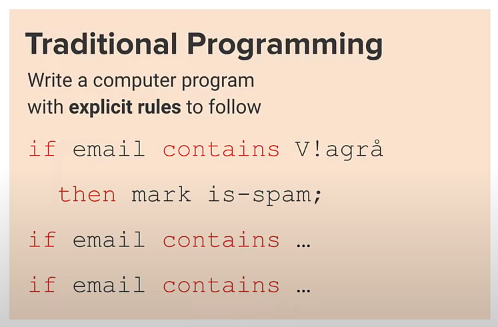 Traditional Programming
Write a computer program
with explicit rules to follow
if email contains V!agrå
then mark is-spam;
if email contains …
if email contains …